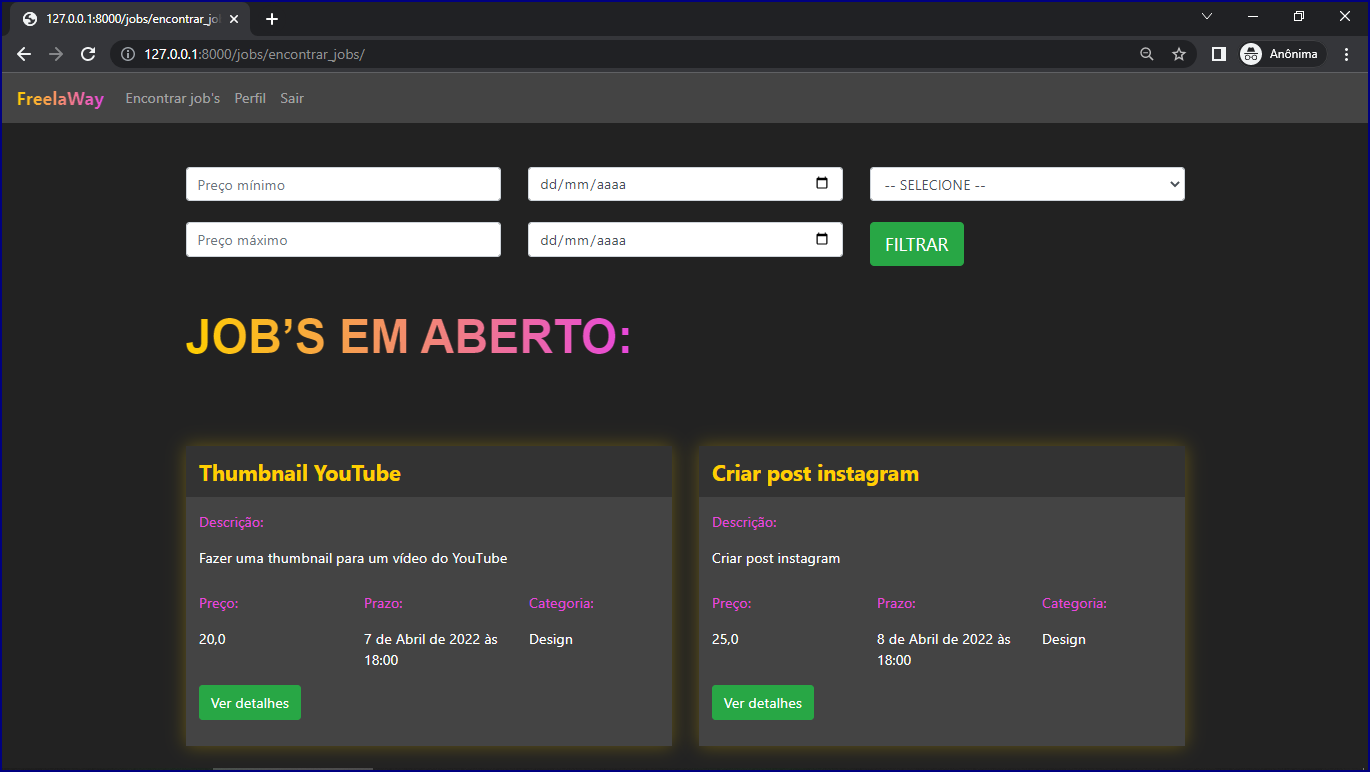 127.0.0.1:8000/jobs/encontrar_jo
127.0.0.1:8000/jobs/encontrar_jobs/
Anônima
FreelaWay Encontrar job's Perfil Sair
Preço mínimo dd/mm/aaaa -- SELECIONE --
Preço máximo dd/mm/aaaa FILTRAR
JOB’S EM ABERTO:
Thumbnail YouTube
Descrição:
Fazer uma thumbnail para um vídeo do YouTube
Preço: Prazo: Categoria:
20,0 7 de Abril de 2022 às Design
18:00
Ver detalhes
Criar post instagram
Descrição:
Criar post instagram
Preço: Prazo: Categoria:
25,0 8 de Abril de 2022 às Design
18:00
Ver detalhes